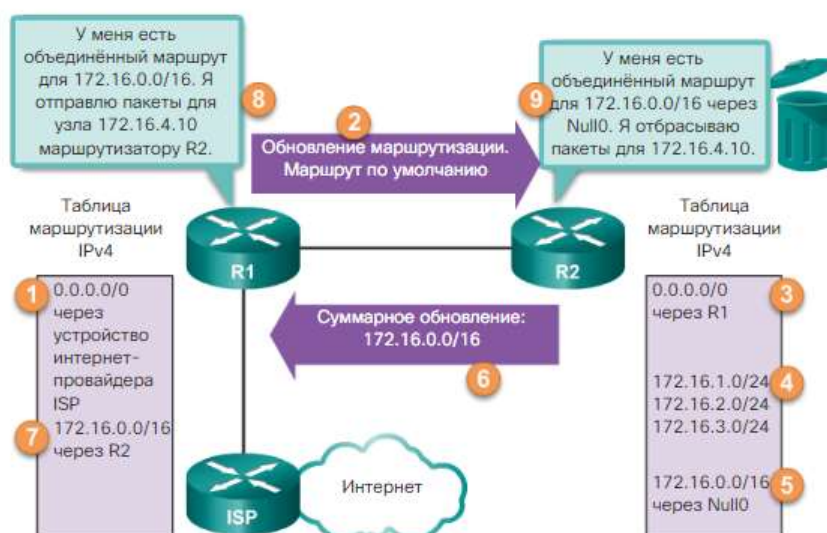 У меня есть
объединённый маршрут
для 172.16.0.0/16. Я
отправлю пакеты для
узла 172.16.4.10
маршрутизатору R2.
8
2
Обновление маршрутизации.
Маршрут по умолчанию
У меня есть
объединённый маршрут
для 172.16.0.0/16 через
Null0. Я отбрасываю
пакеты для 172.16.4.10.
9
Таблица
маршрутизации
IPv4
R1
R2
Таблица
маршрутизации
IPv4
1
0.0.0.0/0
через
устройство
интернет-
провайдера
ISP
7
172.16.0.0/16
через R2
Суммарное обновление:
172.16.0.0/16
6
0.0.0.0/0
через R1
3
172.16.1.0/24
172.16.2.0/24
172.16.3.0/24
4
172.16.0.0/16
через Null0
5
ISP
Интернет